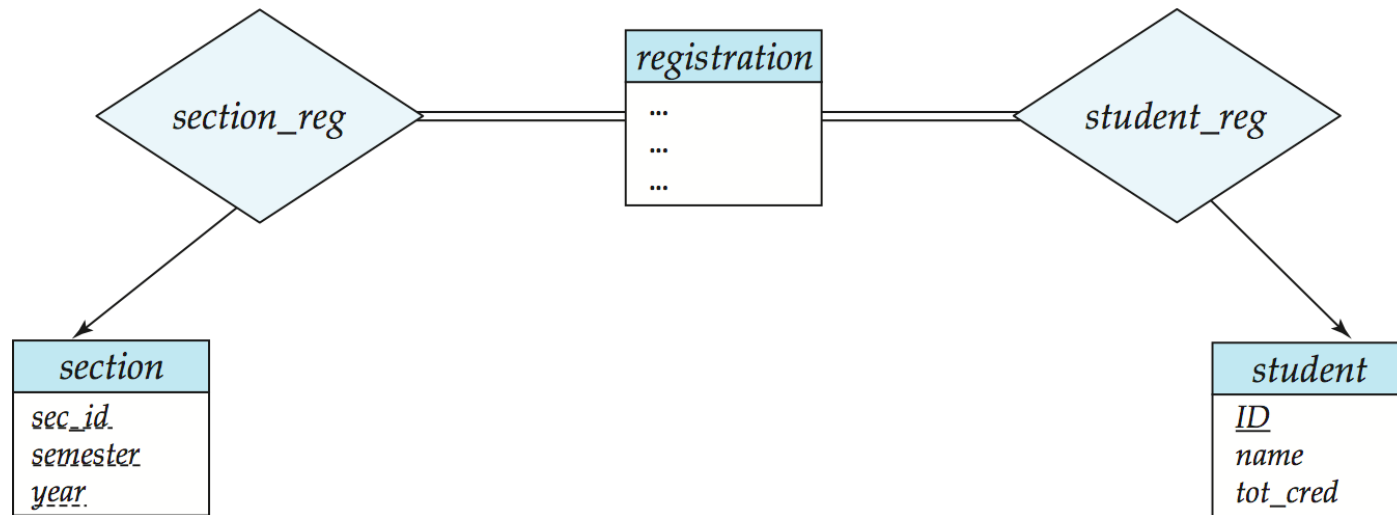 section_reg
registration
...
...
...
student_reg
section
sec_id
semester
year
student
ID
name
tot_cred